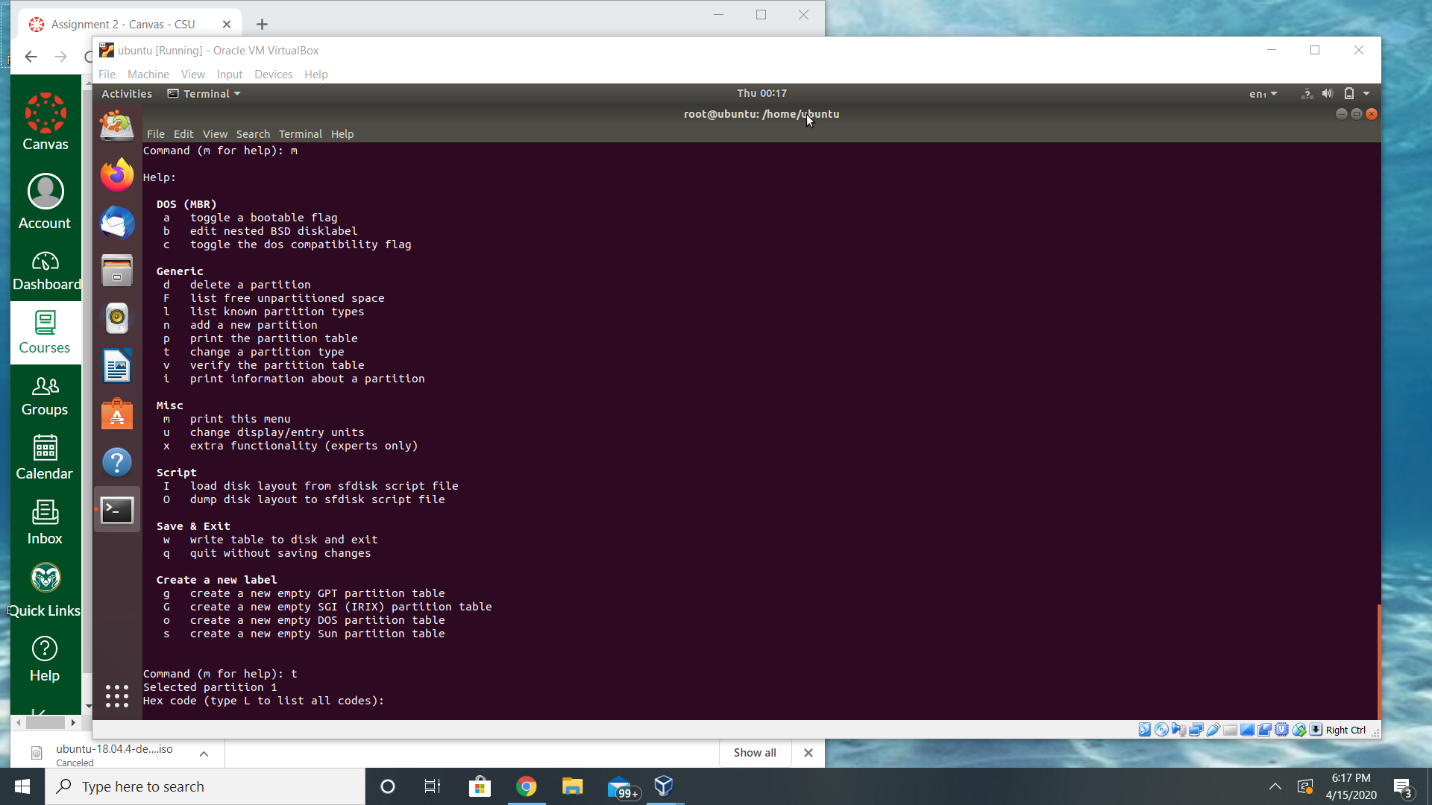 Assignment 2 - Canvas - CSU
ubuntu [Running] - Oracle VM VirtualBox
File Machine View Input Devices Help
Activities Terminal Thu 00:17 en₁
root@ubuntu: /home/ubuntu
File Edit View Search Terminal Help
Command (m for help): m
Help:
DOS (MBR)
a toggle a bootable flag
b edit nested BSD disklabel
c toggle the dos compatibility flag
Generic
d delete a partition
F list free unpartitioned space
l list known partition types
n add a new partition
p print the partition table
t change a partition type
v verify the partition table
i print information about a partition
Misc
m print this menu
u change display/entry units
x extra functionality (experts only)
Script
I load disk layout from sfdisk script file
O dump disk layout to sfdisk script file
Save & Exit
w write table to disk and exit
q quit without saving changes
Create a new label
g create a new empty GPT partition table
G create a new empty SGI (IRIX) partition table
o create a new empty DOS partition table
s create a new empty Sun partition table
Command (m for help): t
Selected partition 1
Hex code (type L to list all codes):
Canvas
Account
Dashboard
Courses
Groups
Calendar
Inbox
Quick Links
Help
Right Ctrl
ubuntu-18.04.4-de....iso
Canceled
Show all
Type here to search
99+
6:17 PM
4/15/2020
3